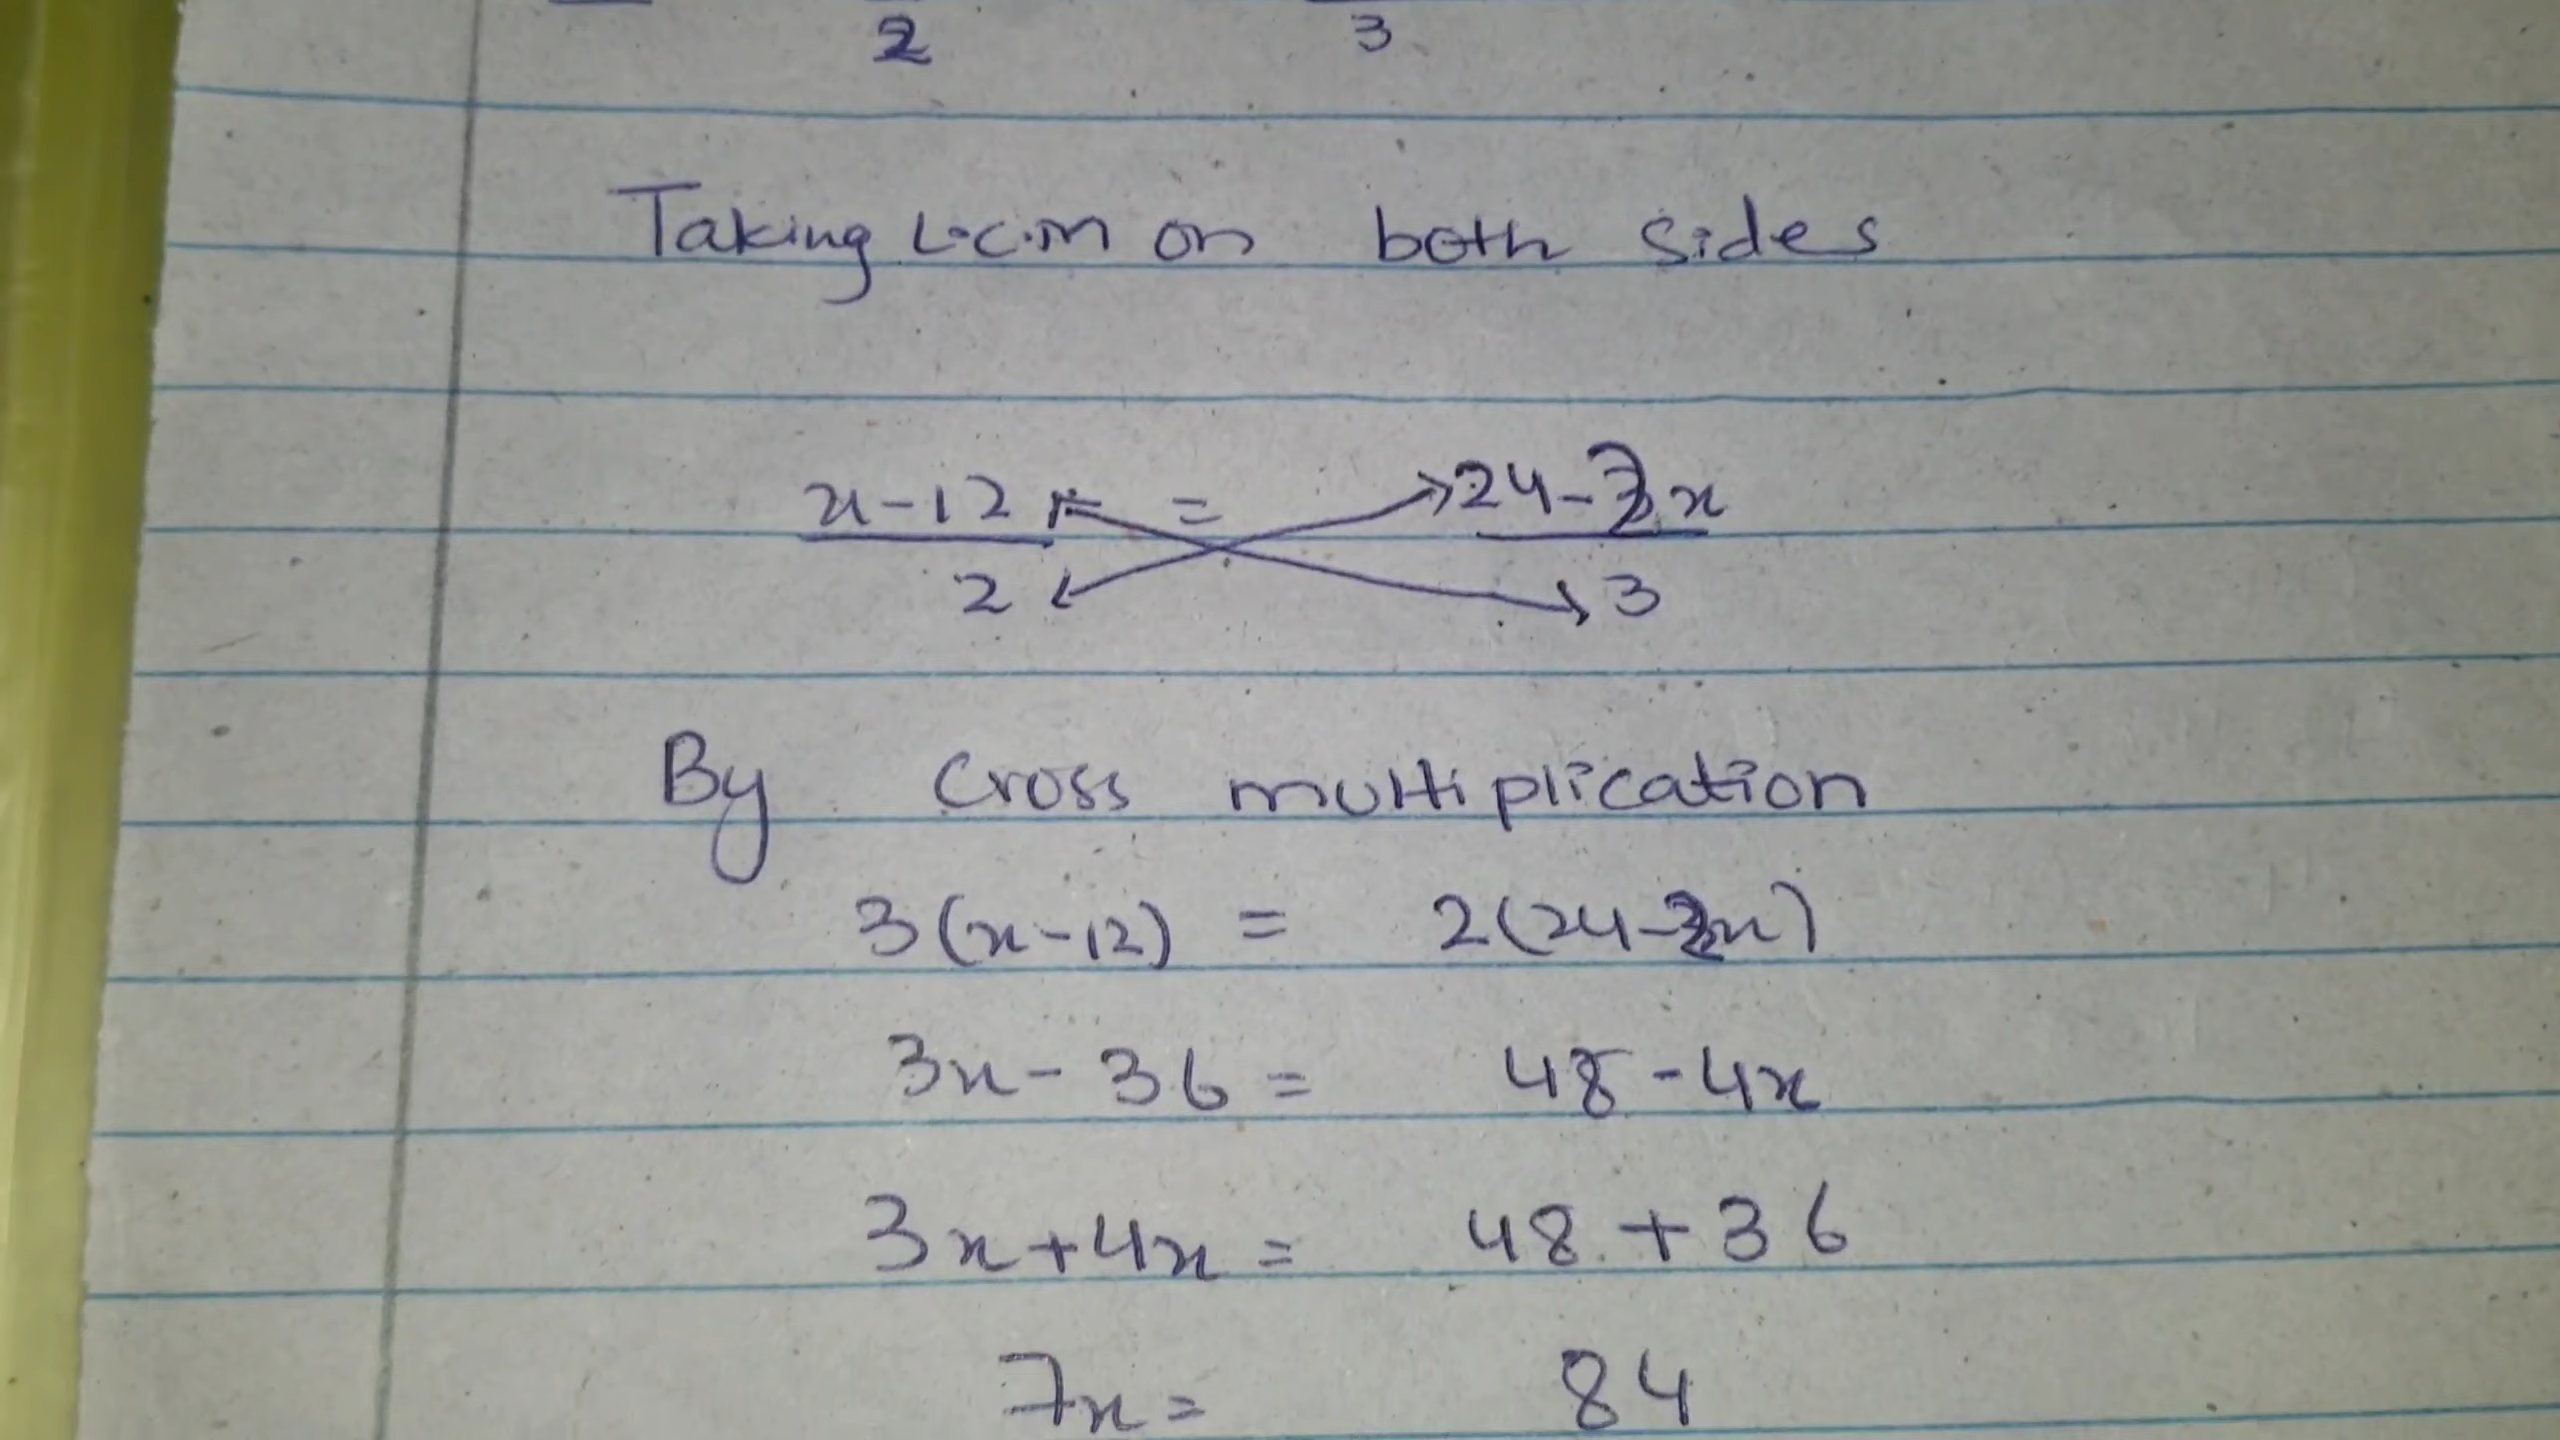 2 3
Taking L.C.M on both sides
x-12 = 24-2x
2 3
By cross multiplication
3(x-12) = 2(24-2x)
3x-36 = 48-4x
3x+4x = 48+36
7x = 84